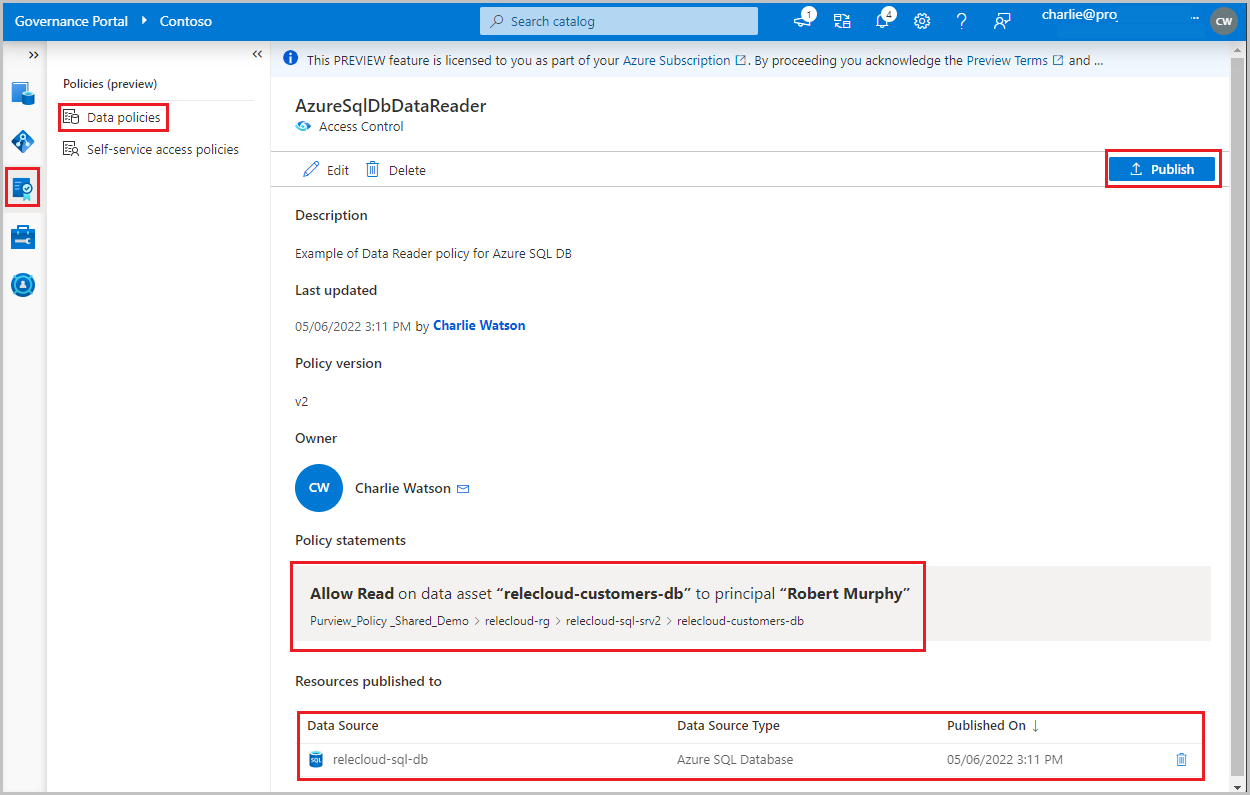 Governance Portal Contoso
Search catalog
1
4
charlie@pro
...
CW
Policies (preview)
Data policies
Self-service access policies
This PREVIEW feature is licensed to you as part of your Azure Subscription. By proceeding you acknowledge the Preview Terms and ...
AzureSqlDbDataReader
Access Control
Edit
Delete
Publish
Description
Example of Data Reader policy for Azure SQL DB
Last updated
05/06/2022 3:11 PM by Charlie Watson
Policy version
v2
Owner
CW
Charlie Watson
Policy statements
Allow Read on data asset “relecloud-customers-db” to principal “Robert Murphy”
Purview_Policy _Shared_Demo > relecloud-rg > relecloud-sql-srv2 > relecloud-customers-db
Resources published to
Data Source Data Source Type Published On ↓
SQL relecloud-sql-db Azure SQL Database 05/06/2022 3:11 PM